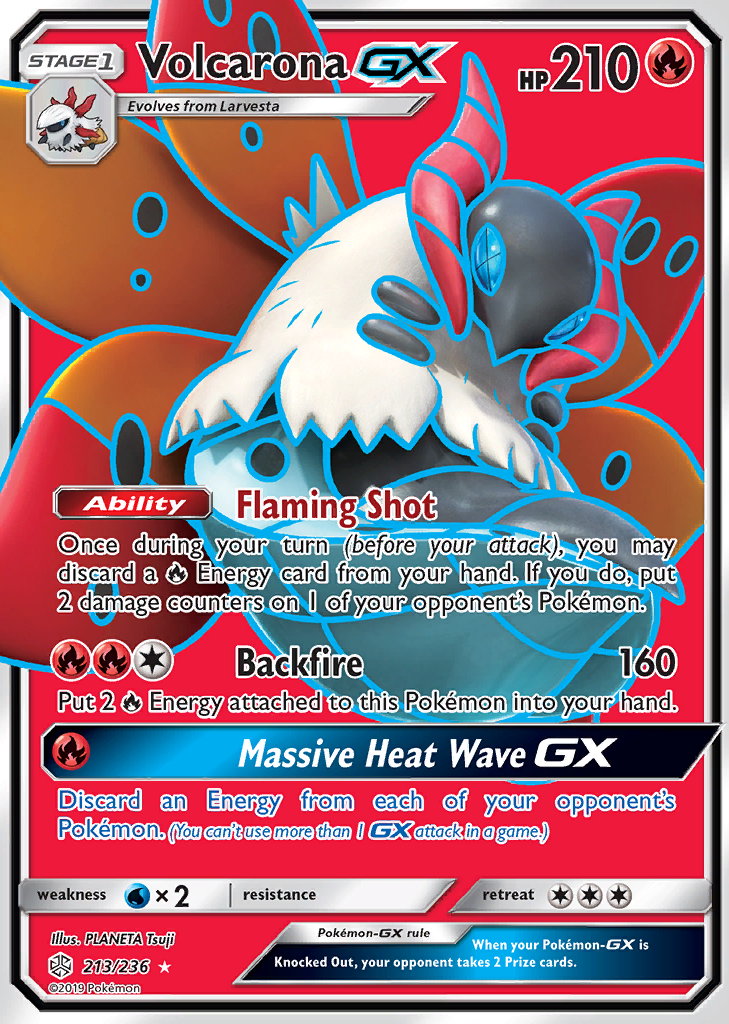 STAGE 1 Volcarona GX HP 210
Evolves from Larvesta
Ability Flaming Shot
Once during your turn (before your attack), you may
discard a Energy card from your hand. If you do, put
2 damage counters on 1 of your opponent's Pokémon.
Backfire 160
Put 2 Energy attached to this Pokémon into your hand.
Massive Heat Wave GX
Discard an Energy from each of your opponent's
Pokémon. (You can't use more than 1 GX attack in a game.)
weakness ×2 resistance retreat
Illus. PLANETA Tsuji
213/236
©2019 Pokémon
Pokémon-GX rule
When your Pokémon-GX is
Knocked Out, your opponent takes 2 Prize cards.